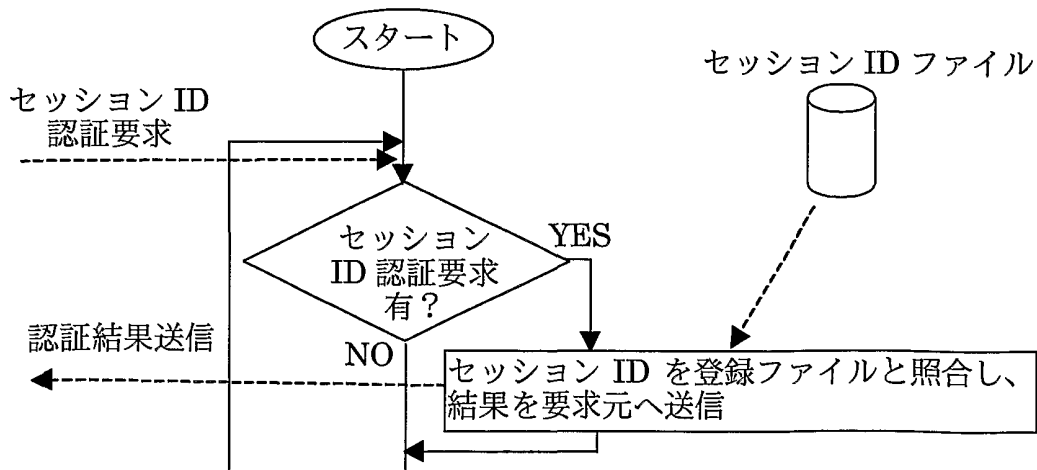 スタート
セッション ID ファイル
セッション ID
認証要求
セッション
ID 認証要求
有？
YES
認証結果送信
NO
セッション ID を登録ファイルと照合し、
結果を要求元へ送信